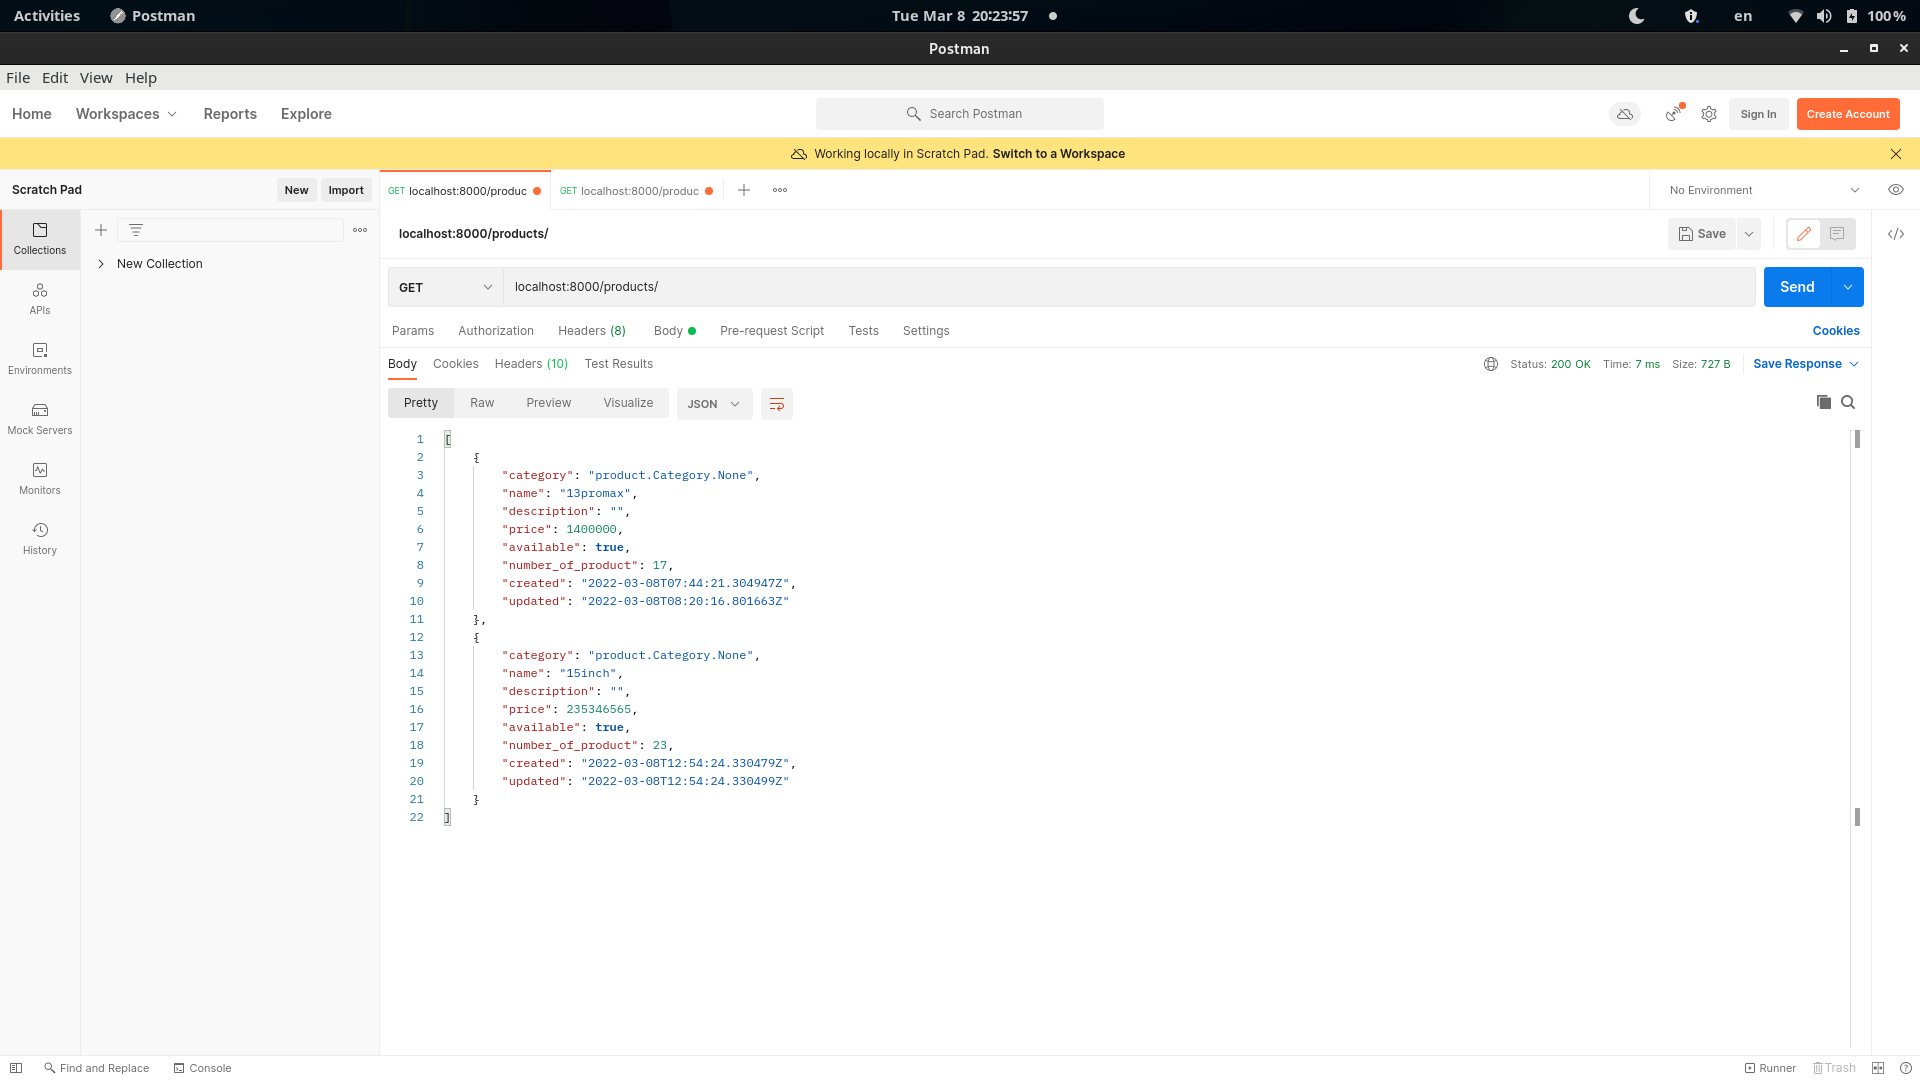 Activities Postman Tue Mar 8 20:23:57 en 100 %
Postman
File Edit View Help
Home Workspaces Reports Explore Search Postman Sign In Create Account
Working locally in Scratch Pad. Switch to a Workspace
Scratch Pad New Import GET localhost:8000/produc GET localhost:8000/produc No Environment
Collections
APIs
Environments
Mock Servers
Monitors
History
New Collection
localhost:8000/products/ Save
GET localhost:8000/products/ Send
Params Authorization Headers (8) Body Pre-request Script Tests Settings Cookies
Body Cookies Headers (10) Test Results Status: 200 OK Time: 7 ms Size: 727 B Save Response
Pretty Raw Preview Visualize JSON
1 [
2 {
3 "category": "product.Category.None",
4 "name": "13promax",
5 "description": "",
6 "price": 1400000,
7 "available": true,
8 "number_of_product": 17,
9 "created": "2022-03-08T07:44:21.304947Z",
10 "updated": "2022-03-08T08:20:16.801663Z"
11 },
12 {
13 "category": "product.Category.None",
14 "name": "15inch",
15 "description": "",
16 "price": 235346565,
17 "available": true,
18 "number_of_product": 23,
19 "created": "2022-03-08T12:54:24.330479Z",
20 "updated": "2022-03-08T12:54:24.330499Z"
21 }
22 ]
Find and Replace Console Runner Trash